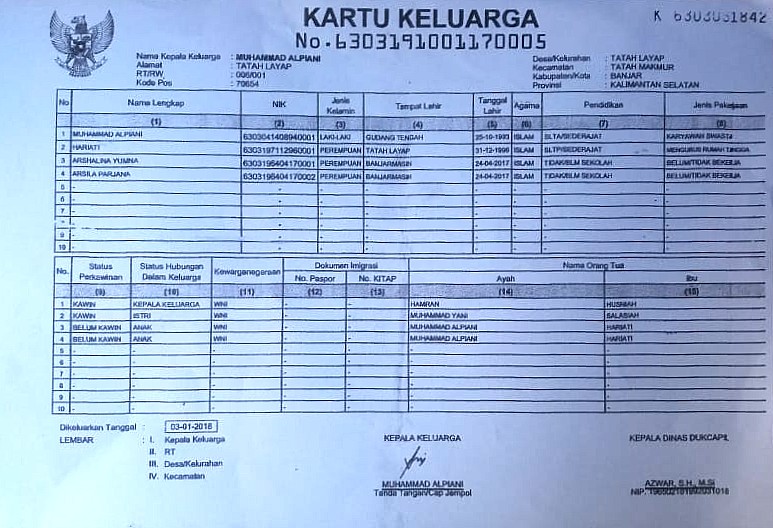 KARTU KELUARGA
No. 6303191001170005
K 6303031842
Nama Kepala Keluarga : MUHAMMAD ALPIANI
Alamat : TATAH LAYAP
RT/RW : 006/001
Kode Pos : 70654
Desa/Kelurahan : TATAH LAYAP
Kecamatan : TATAH MAKMUR
Kabupaten/Kota : BANJAR
Provinsi : KALIMANTAN SELATAN
No Nama Lengkap NIK Jenis Kelamin Tempat Lahir Tanggal Lahir Agama Pendidikan Jenis Pekerjaan
(1) (2) (3) (4) (5) (6) (7) (8)
1 MUHAMMAD ALPIANI 6303041408940001 LAKI-LAKI GUDANG TENGAH 25-10-1993 ISLAM SLTA/SEDERAJAT KARYAWAN SWASTA
2 HARIATI 6303197112960001 PEREMPUAN TATAH LAYAP 31-12-1996 ISLAM SLTP/SEDERAJAT MENGURUS RUMAH TANGGA
3 ARSHALINA YUMNA 6303196404170001 PEREMPUAN BANJARMASIN 24-04-2017 ISLAM TIDAK/BLM SEKOLAH BELUM/TIDAK BEKERJA
4 ARSILA PARJANA 6303196404170002 PEREMPUAN BANJARMASIN 24-04-2017 ISLAM TIDAK/BLM SEKOLAH BELUM/TIDAK BEKERJA
5 - - - - - - - -
6 - - - - - - - -
7 - - - - - - - -
- - - - - - - -
9 - - - - - - - -
10 - - - - - - - -
No. Status Perkawinan Status Hubungan Dalam Keluarga Kewarganegaraan Dokumen Imigrasi Nama Orang Tua
No. Paspor No. KITAP Ayah Ibu
(9) (10) (11) (12) (13) (14) (15)
1 KAWIN KEPALA KELUARGA WNI - - HAMRAN HUSNIAH
2 KAWIN ISTRI WNI - - MUHAMMAD YANI SALASIAH
3 BELUM KAWIN ANAK WNI - - MUHAMMAD ALPIANI HARIATI
4 BELUM KAWIN ANAK WNI - - MUHAMMAD ALPIANI HARIATI
5 - - - - - - -
6 - - - - - - -
7 - - - - - - -
8 - - - - - - -
9 - - - - - - -
10 - - - - - - -
Dikeluarkan Tanggal : 03-01-2018
LEMBAR : I. Kepala Keluarga
II. RT
III. Desa/Kelurahan
IV. Kecamatan
KEPALA KELUARGA
MUHAMMAD ALPIANI
Tanda Tangan/Cap Jempol
KEPALA DINAS DUKCAPIL
AZWAR, S.H., M.Si
NIP.